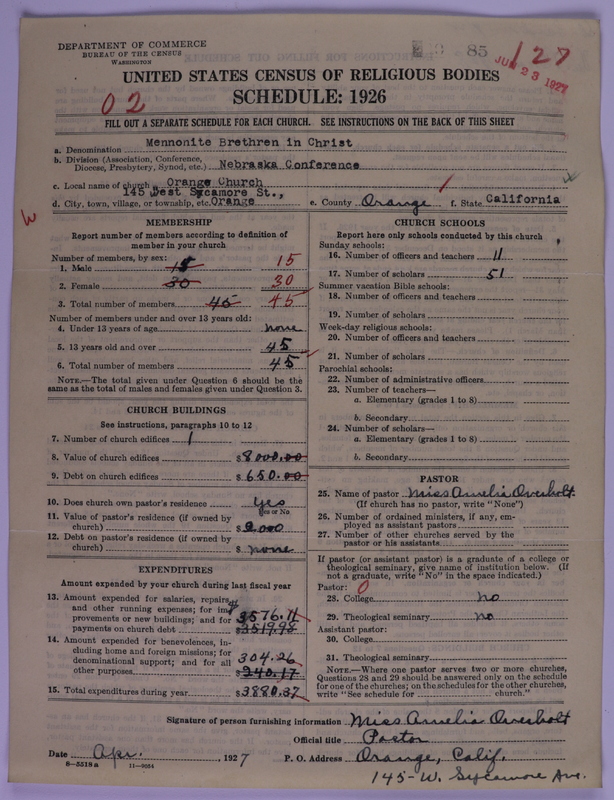 DEPARTMENT OF COMMERCE
BUREAU OF THE CENSUS
WASHINGTON
85
127
JUN 23 1927
UNITED STATES CENSUS OF RELIGIOUS BODIES
SCHEDULE: 1926
02
FILL OUT A SEPARATE SCHEDULE FOR EACH CHURCH. SEE INSTRUCTIONS ON THE BACK OF THIS SHEET
a. Denomination Mennonite Brethren in Christ
b. Division (Association, Conference, Diocese, Presbytery, Synod, etc.) Nebraska Conference
c. Local name of church Orange Church
145 West Sycamore St.,
d. City, town, village, or township, etc. Orange e. County Orange f. State California
MEMBERSHIP
Report number of members according to definition of member in your church
Number of members, by sex:
1. Male 15 15
2. Female 30 30
3. Total number of members 45 45
Number of members under and over 13 years old:
4. Under 13 years of age none
5. 13 years old and over 45
6. Total number of members 45
NOTE.—The total given under Question 6 should be the same as the total of males and females given under Question 3.
CHURCH BUILDINGS
See instructions, paragraphs 10 to 12
7. Number of church edifices 1
8. Value of church edifices $8000.00
9. Debt on church edifices $650.00
10. Does church own pastor's residence yes
Yes or No.
11. Value of pastor's residence (if owned by church) $2,000
12. Debt on pastor's residence (if owned by church) $ none
EXPENDITURES
Amount expended by your church during last fiscal year
13. Amount expended for salaries, repairs, and other running expenses; for improvements or new buildings; and for payments on church debt $3576.11
14. Amount expended for benevolences, including home and foreign missions; for denominational support; and for all other purposes 304.26
$240.17
15. Total expenditures during year $3880.37
CHURCH SCHOOLS
Report here only schools conducted by this church
Sunday schools:
16. Number of officers and teachers 11
17. Number of scholars 51
Summer vacation Bible schools:
18. Number of officers and teachers
19. Number of scholars
Week-day religious schools:
20. Number of officers and teachers
21. Number of scholars
Parochial schools:
22. Number of administrative officers
23. Number of teachers—
a. Elementary (grades 1 to 8)
b. Secondary
24. Number of scholars—
a. Elementary (grades 1 to 8)
b. Secondary
PASTOR
25. Name of pastor Miss Amelia Overholt
(If church has no pastor, write "None")
26. Number of ordained ministers, if any, employed as assistant pastors
27. Number of other churches served by the pastor or his assistants
If pastor (or assistant pastor) is a graduate of a college or theological seminary, give name of institution below. (If not a graduate, write "No" in the space indicated.)
Pastor: 0
28. College no
29. Theological seminary no
Assistant pastor:
30. College
31. Theological seminary
NOTE.—Where one pastor serves two or more churches, Questions 28 and 29 should be answered only on the schedule for one of the churches; on the schedules for the other churches, write "See schedule for church."
Signature of person furnishing information Miss Amelia Overholt
Official title Pastor
Date Apr. 1927 P. O. Address Orange, Calif.
8-5518a 11-9054 145-W. Sycamore Ave.